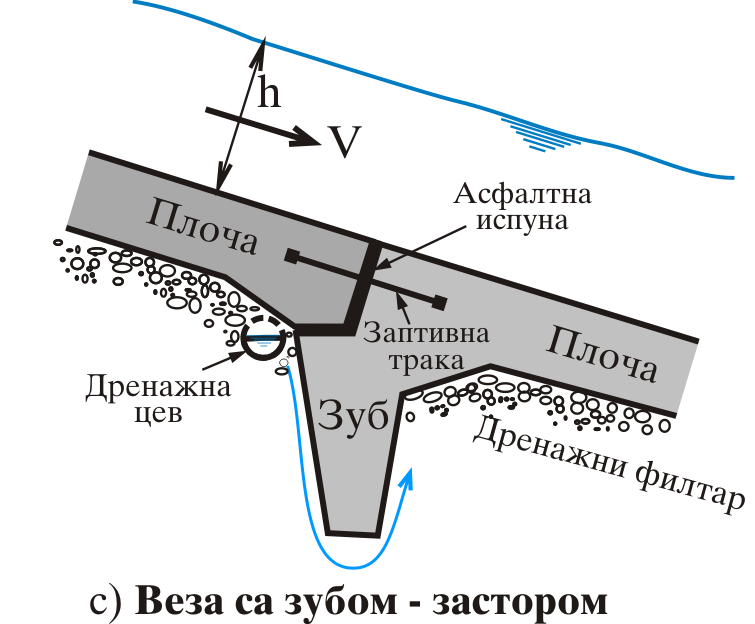 h
V
Асфалтна
испуна
Плоча
Заптивна
трака
Плоча
Дренажна
цев
Зуб
Дренажни филтар
c) Веза са зубом - застором